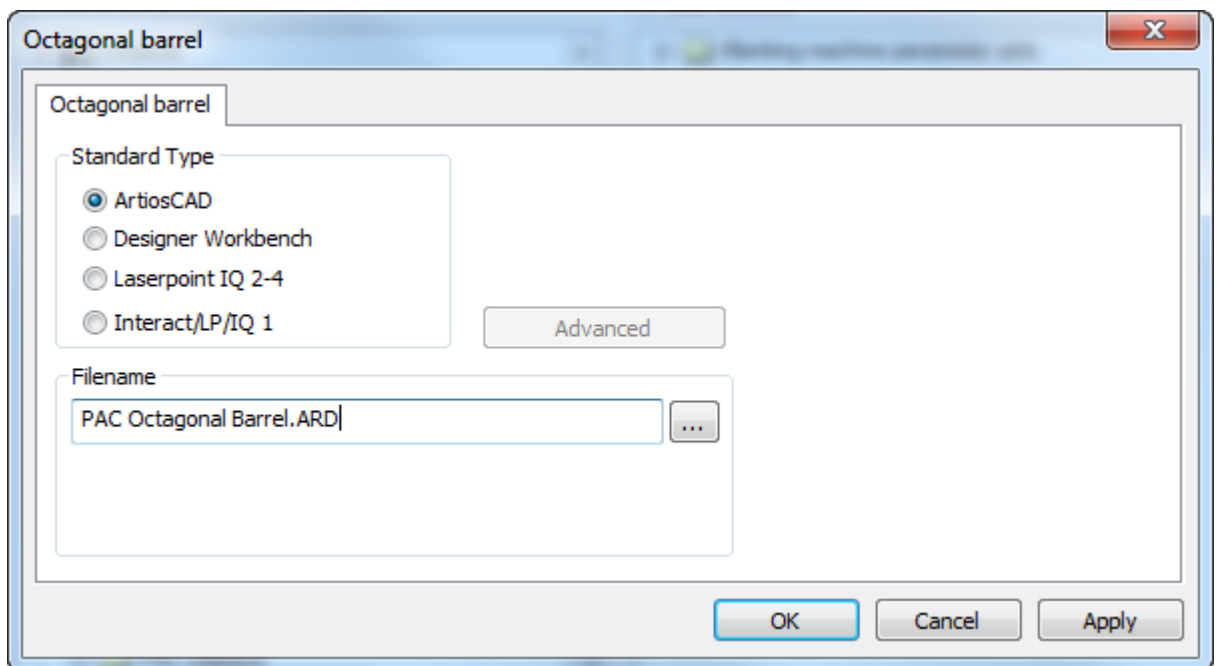 Octagonal barrel
Octagonal barrel
Standard Type
ArtiosCAD
Designer Workbench
Laserpoint IQ 2-4
Interact/LP/IQ 1
Advanced
Filename
PAC Octagonal Barrel.ARD
...
OK
Cancel
Apply